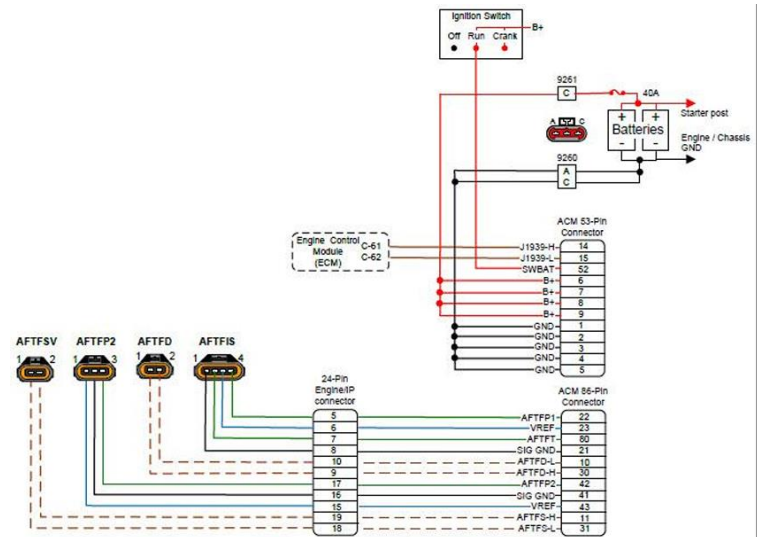 Ignition Switch
Off Run Crank
B+
9261
C
40A
Starter post
+ +
Batteries
- -
A C
Engine / Chassis
GND
9260
A
C
ACM 53-Pin
Connector
Engine Control
Module
(ECM)
C-61
C-62
J1939-H 14
J1939-L 15
SWBAT 52
B+ 6
B+ 7
B+ 8
B+ 9
GND 1
GND 2
GND 3
GND 4
GND 5
AFTFSV AFTFP2 AFTFD AFTFIS
1 2 1 3 1 2 1 4
24-Pin
Engine/IP
connector
ACM 86-Pin
Connector
5 AFTFP1 22
6 VREF 23
7 AFTFT 80
8 SIG GND 21
10 AFTFD-L 10
9 AFTFD-H 30
17 AFTFP2 42
16 SIG GND 41
15 VREF 43
19 AFTFS-H 11
18 AFTFS-L 31